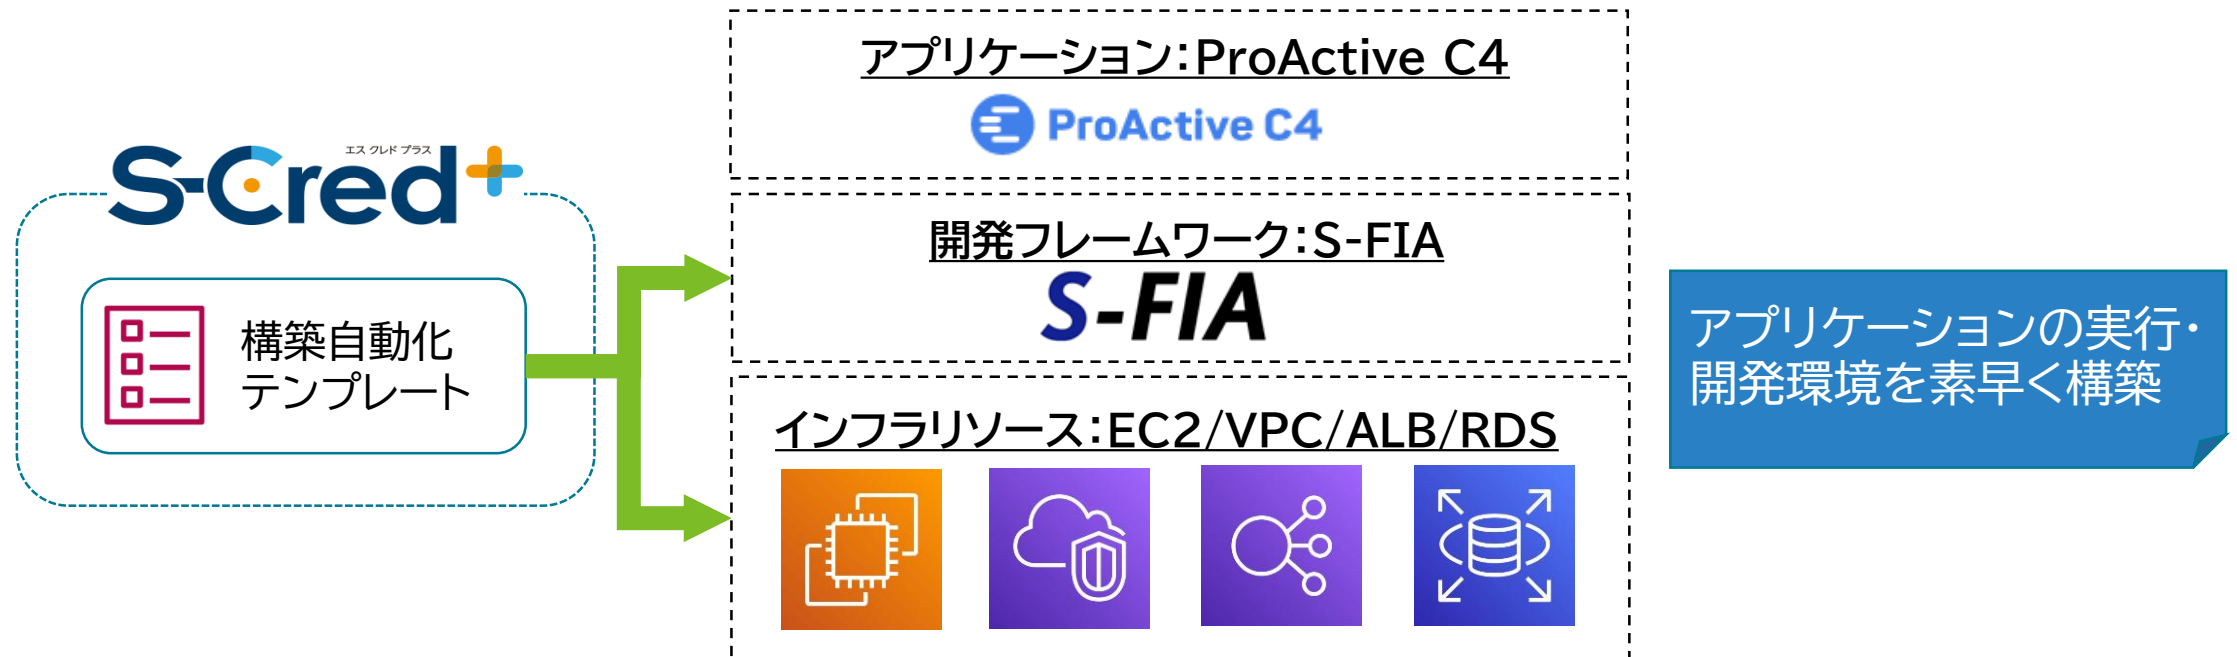 エス クレド プラス
S-Cred+
構築自動化
テンプレート
アプリケーション：ProActive C4
ProActive C4
開発フレームワーク：S-FIA
S-FIA
インフラリソース：EC2/VPC/ALB/RDS
アプリケーションの実行・
開発環境を素早く構築